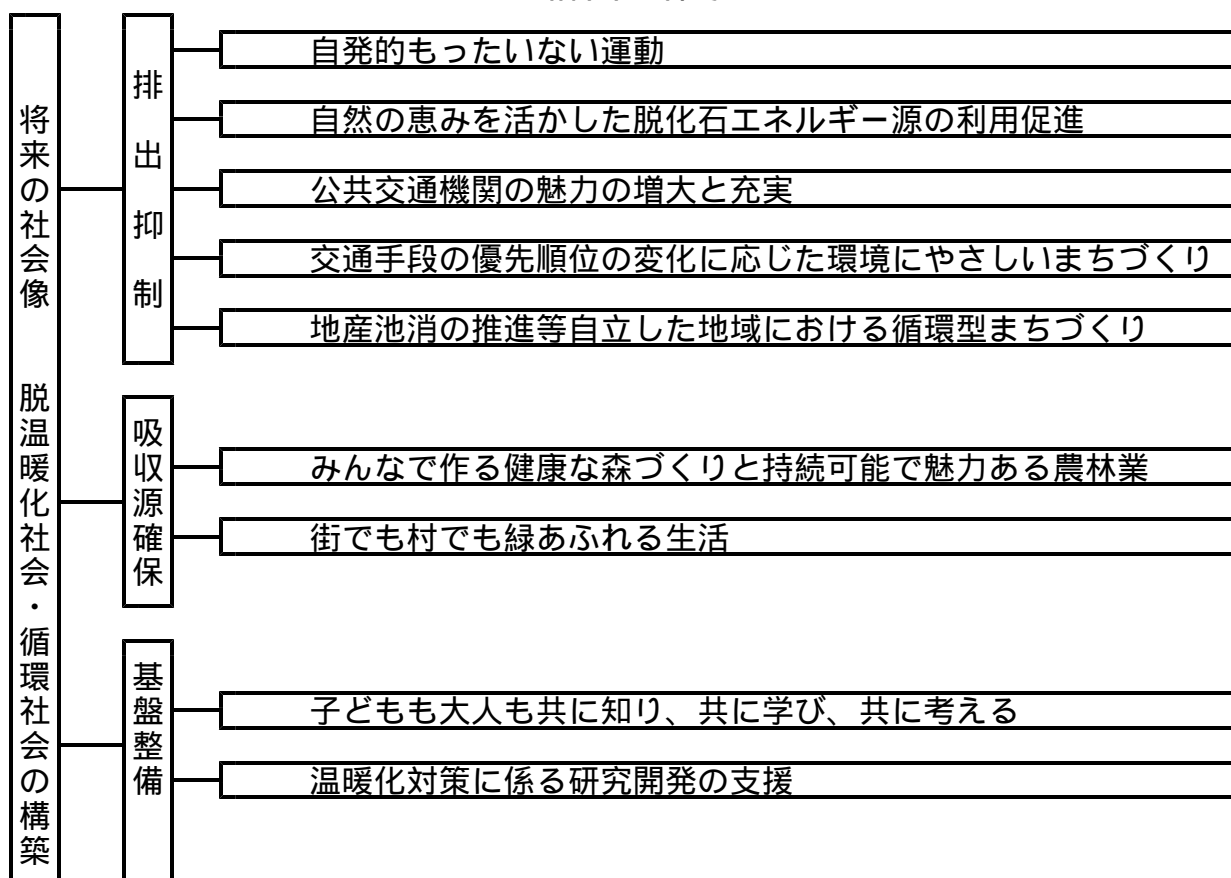 将来の社会像　脱温暖化社会・循環社会の構築
排出抑制
自発的もったいない運動
自然の恵みを活かした脱化石エネルギー源の利用促進
公共交通機関の魅力の増大と充実
交通手段の優先順位の変化に応じた環境にやさしいまちづくり
地産池消の推進等自立した地域における循環型まちづくり
吸収源確保
みんなで作る健康な森づくりと持続可能で魅力ある農林業
街でも村でも緑あふれる生活
基盤整備
子どもも大人も共に知り、共に学び、共に考える
温暖化対策に係る研究開発の支援